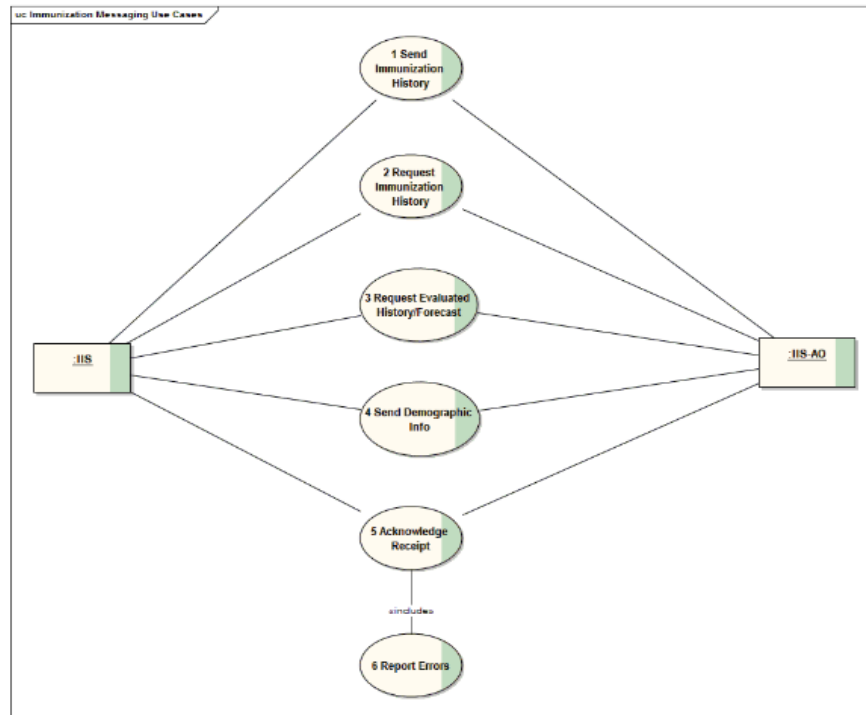 uc Immunization Messaging Use Cases
1 Send
Immunization
History
2 Request
Immunization
History
3 Request Evaluated
History/Forecast
:IIS
:IIS-AO
4 Send Demographic
Info
5 Acknowledge
Receipt
«include»
6 Report Errors